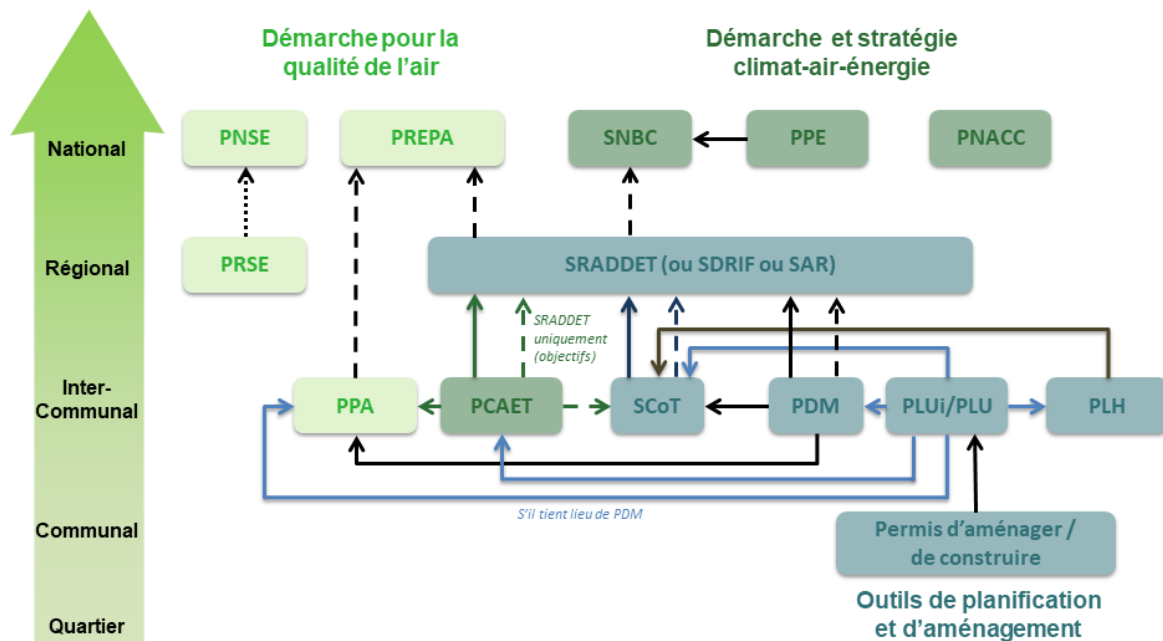 Démarche pour la
qualité de l'air
Démarche et stratégie
climat-air-énergie
National
PNSE
PREPA
SNBC
PPE
PNACC
Régional
PRSE
SRADDET (ou SDRIF ou SAR)
SRADDET
uniquement
(objectifs)
Inter-
Communal
PPA
PCAET
SCoT
PDM
PLUi/PLU
PLH
S'il tient lieu de PDM
Communal
Permis d'aménager /
de construire
Outils de planification
et d'aménagement
Quartier